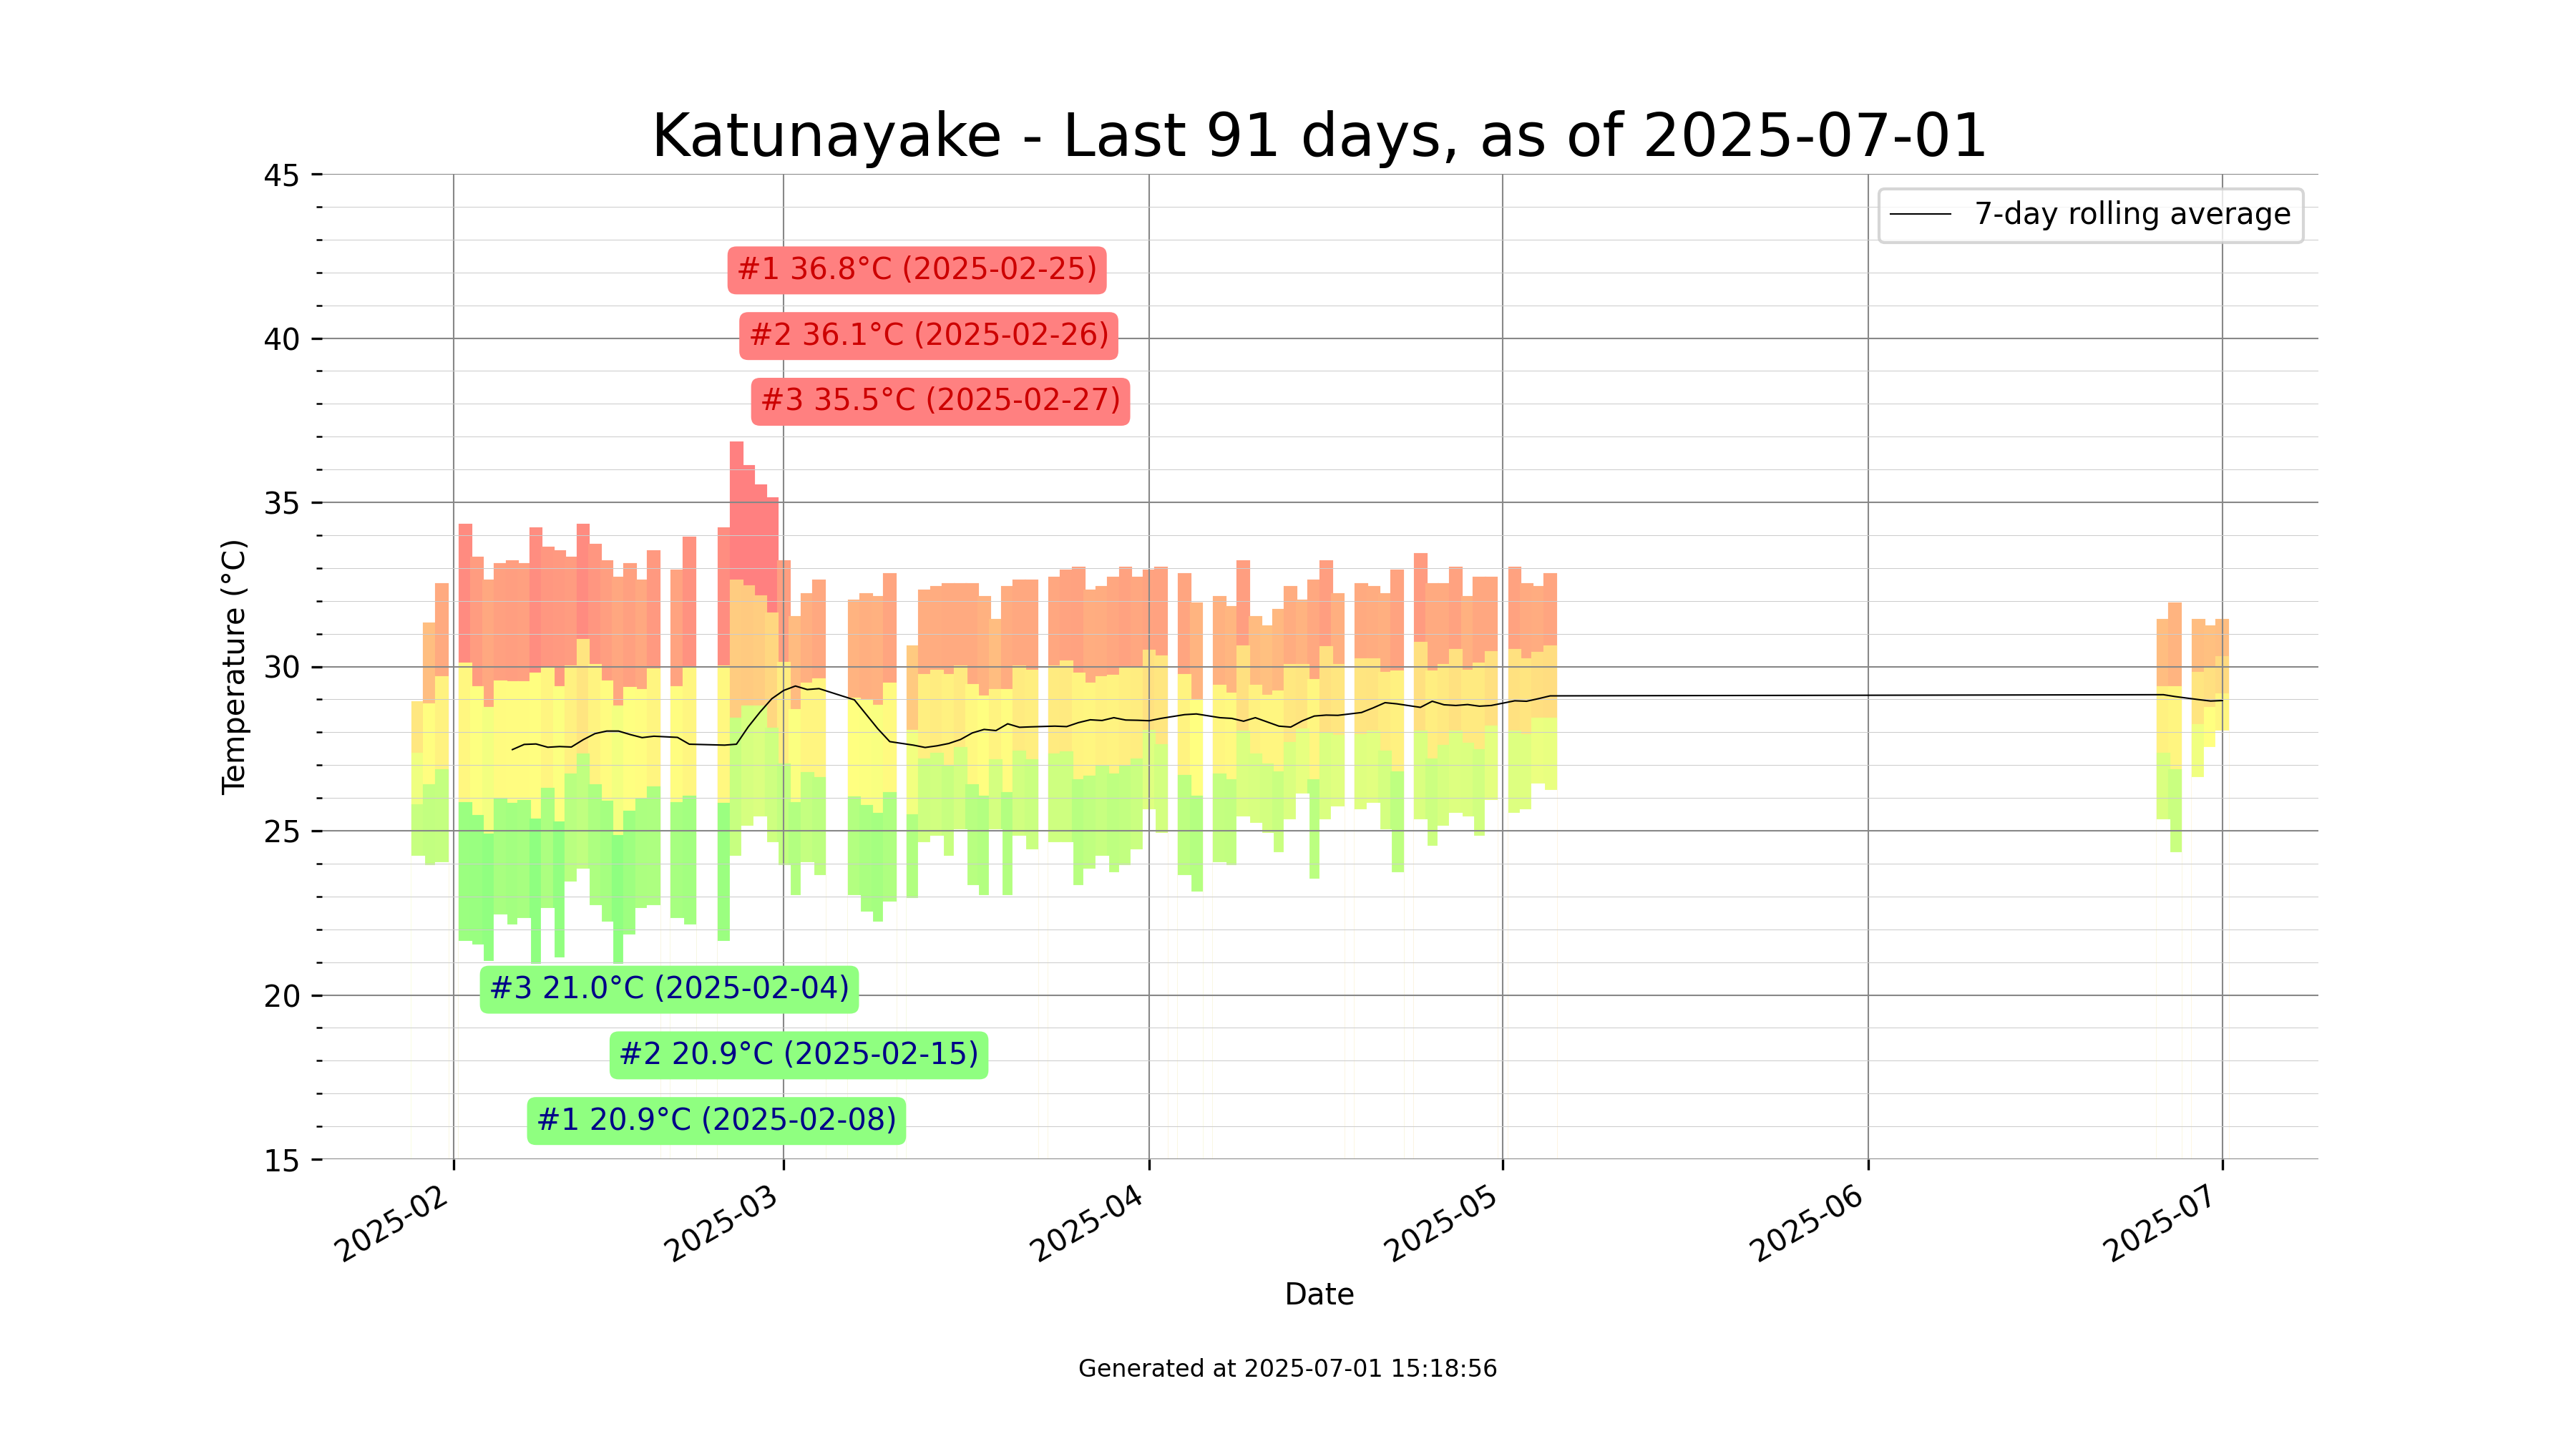 Katunayake - Last 91 days, as of 2025-07-01
45
40
35
30
25
20
15
Temperature (°C)
7-day rolling average
#1 36.8°C (2025-02-25)
#2 36.1°C (2025-02-26)
#3 35.5°C (2025-02-27)
#3 21.0°C (2025-02-04)
#2 20.9°C (2025-02-15)
#1 20.9°C (2025-02-08)
2025-02
2025-03
2025-04
2025-05
2025-06
2025-07
Date
Generated at 2025-07-01 15:18:56